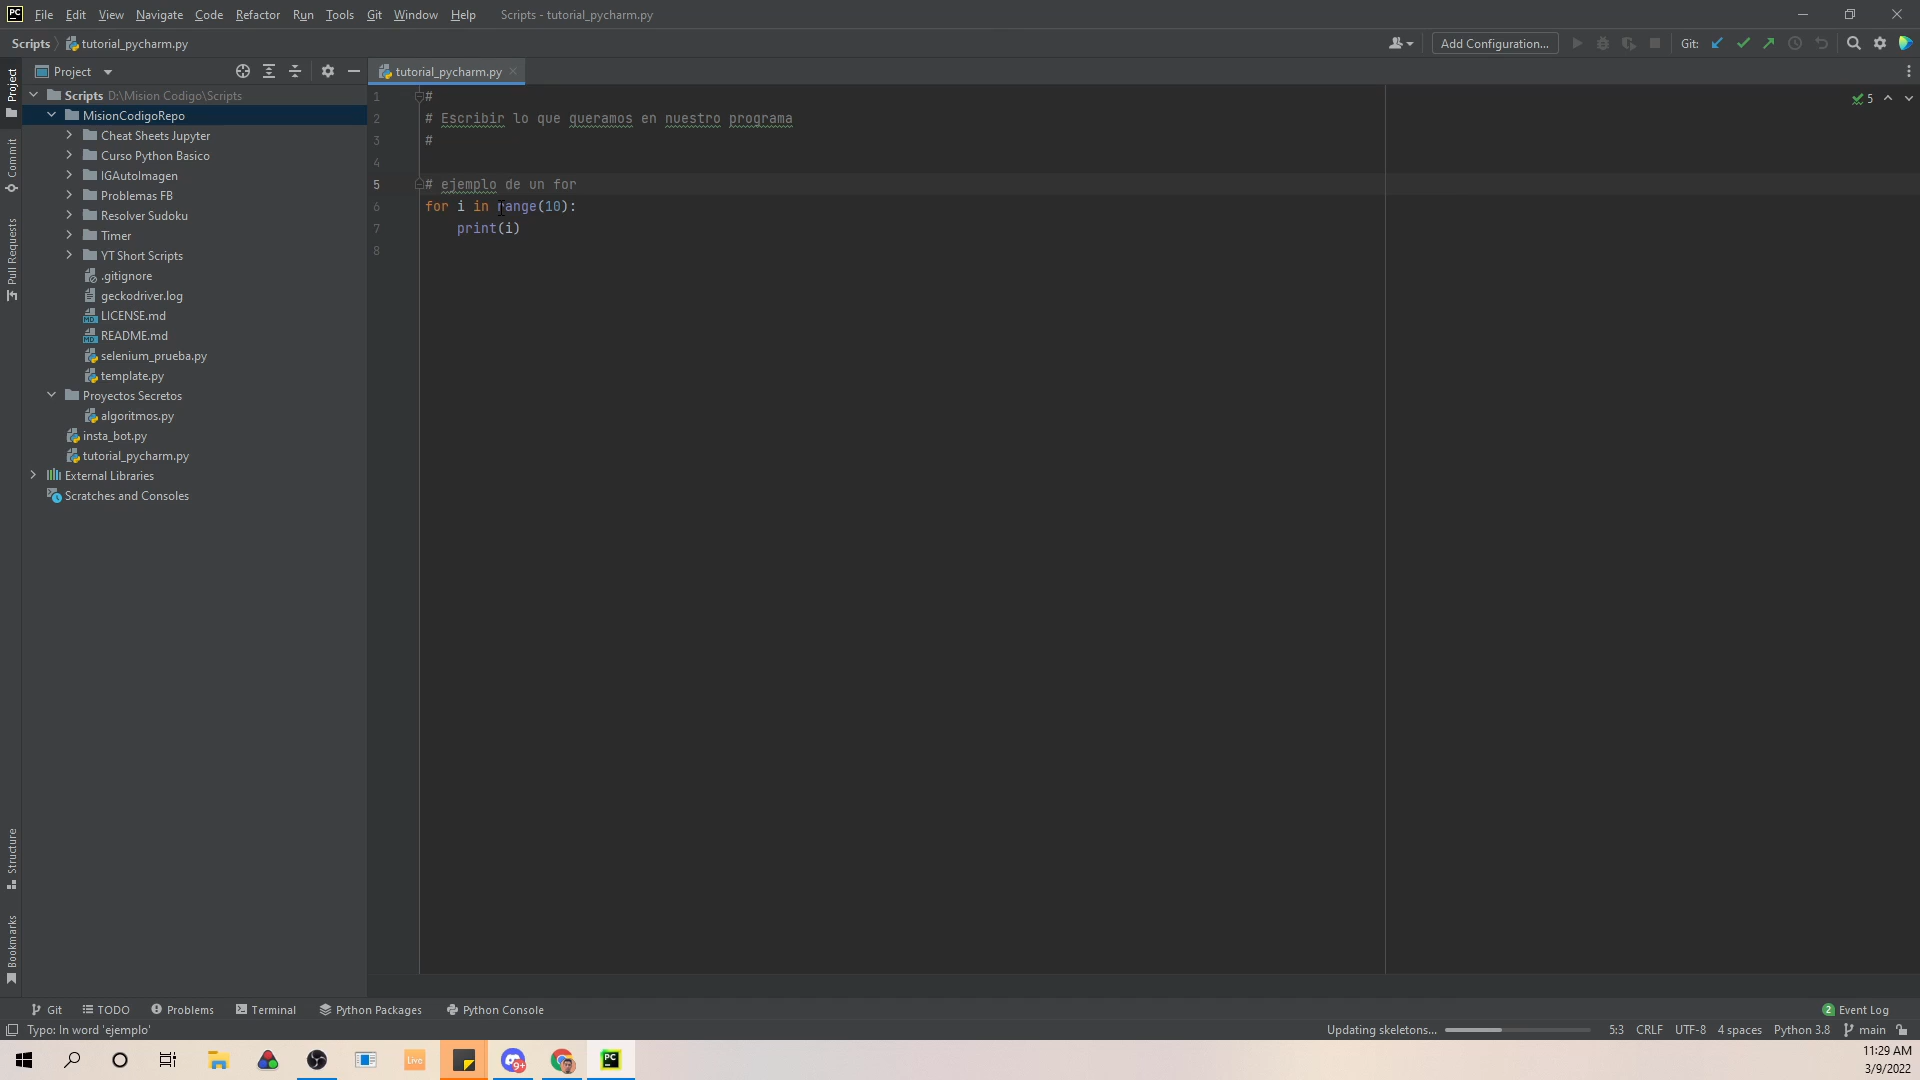 PC File Edit View Navigate Code Refactor Run Tools Git Window Help Scripts - tutorial_pycharm.py
Scripts tutorial_pycharm.py Add Configuration... Git:
Project tutorial_pycharm.py
Scripts D:\Mision Codigo\Scripts
MisionCodigoRepo
Cheat Sheets Jupyter
Curso Python Basico
IGAutoImagen
Problemas FB
Resolver Sudoku
Timer
YT Short Scripts
.gitignore
geckodriver.log
LICENSE.md
README.md
selenium_prueba.py
template.py
Proyectos Secretos
algoritmos.py
insta_bot.py
tutorial_pycharm.py
External Libraries
Scratches and Consoles
Project
Commit
Pull Requests
Structure
Bookmarks
1 #
2 # Escribir lo que queramos en nuestro programa
3 #
4
5 # ejemplo de un for
6 for i in range(10):
7 print(i)
8
5
Git TODO Problems Terminal Python Packages Python Console 2 Event Log
Typo: In word 'ejemplo' Updating skeletons... 5:3 CRLF UTF-8 4 spaces Python 3.8 main
Live 9+ PC
11:29 AM
3/9/2022